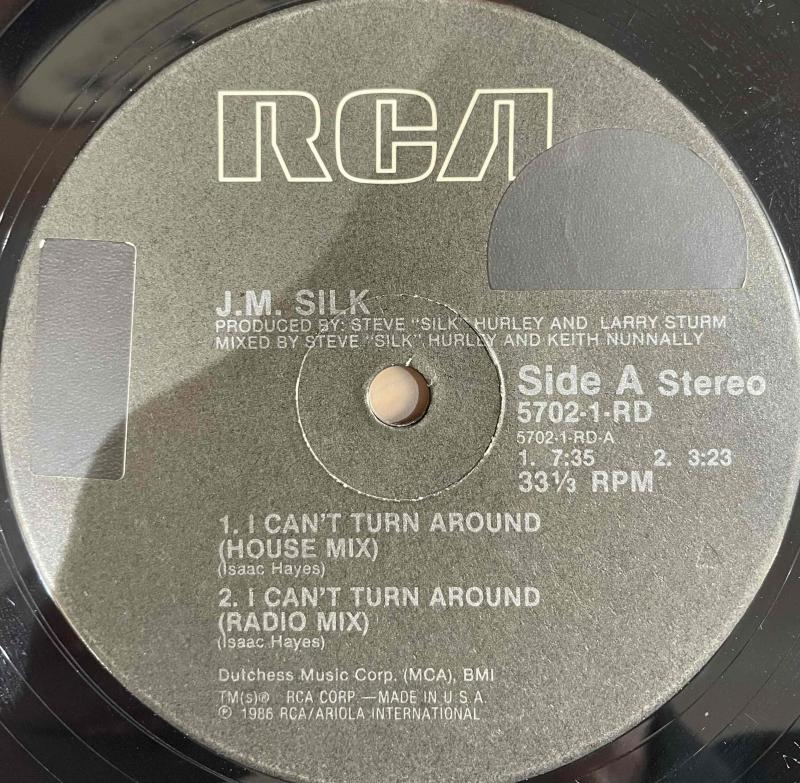 RCA
J.M. SILK
PRODUCED BY: STEVE "SILK" HURLEY AND LARRY STURM
MIXED BY STEVE "SILK", HURLEY AND KEITH NUNNALLY
Side A Stereo
5702-1-RD
5702-1-RD-A
1. 7:35 2. 3:23
33⅓ RPM
1. I CAN'T TURN AROUND
(HOUSE MIX)
(Isaac Hayes)
2. I CAN'T TURN AROUND
(RADIO MIX)
(Isaac Hayes)
Dutchess Music Corp. (MCA), BMI
TM(s)® RCA CORP.—MADE IN U.S.A.
℗ 1986 RCA/ARIOLA INTERNATIONAL